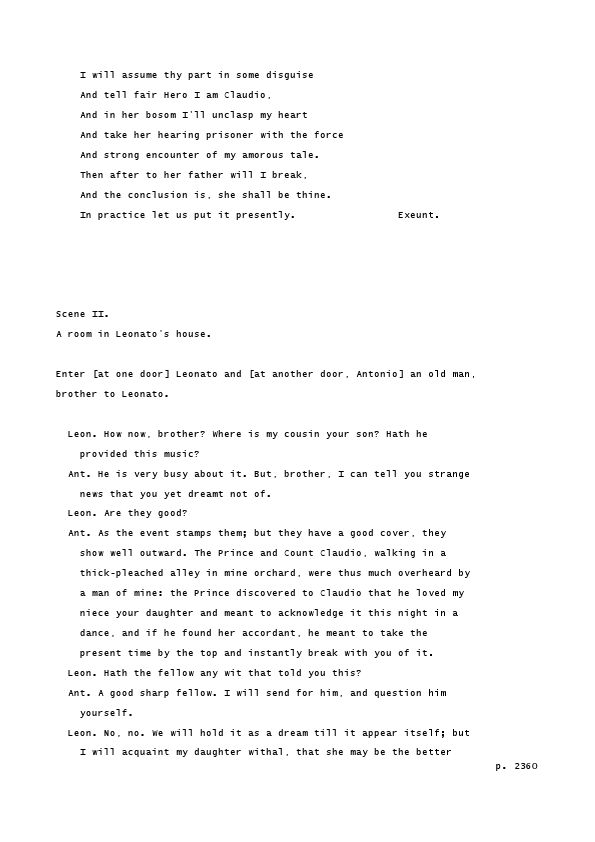 I will assume thy part in some disguise
And tell fair Hero I am Claudio,
And in her bosom I'll unclasp my heart
And take her hearing prisoner with the force
And strong encounter of my amorous tale.
Then after to her father will I break,
And the conclusion is, she shall be thine.
In practice let us put it presently. Exeunt.
Scene II.
A room in Leonato's house.
Enter [at one door] Leonato and [at another door, Antonio] an old man,
brother to Leonato.
Leon. How now, brother? Where is my cousin your son? Hath he
provided this music?
Ant. He is very busy about it. But, brother, I can tell you strange
news that you yet dreamt not of.
Leon. Are they good?
Ant. As the event stamps them; but they have a good cover, they
show well outward. The Prince and Count Claudio, walking in a
thick-pleached alley in mine orchard, were thus much overheard by
a man of mine: the Prince discovered to Claudio that he loved my
niece your daughter and meant to acknowledge it this night in a
dance, and if he found her accordant, he meant to take the
present time by the top and instantly break with you of it.
Leon. Hath the fellow any wit that told you this?
Ant. A good sharp fellow. I will send for him, and question him
yourself.
Leon. No, no. We will hold it as a dream till it appear itself; but
I will acquaint my daughter withal, that she may be the better
p. 2360